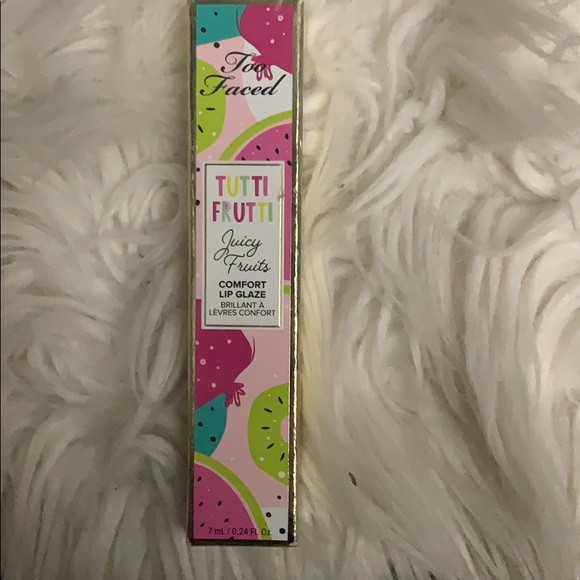 Too
Faced
TUTTI
FRUTTI
Juicy
Fruits
COMFORT
LIP GLAZE
BRILLANT À
LÈVRES CONFORT
7 mL / 0.24 Fl. Oz.